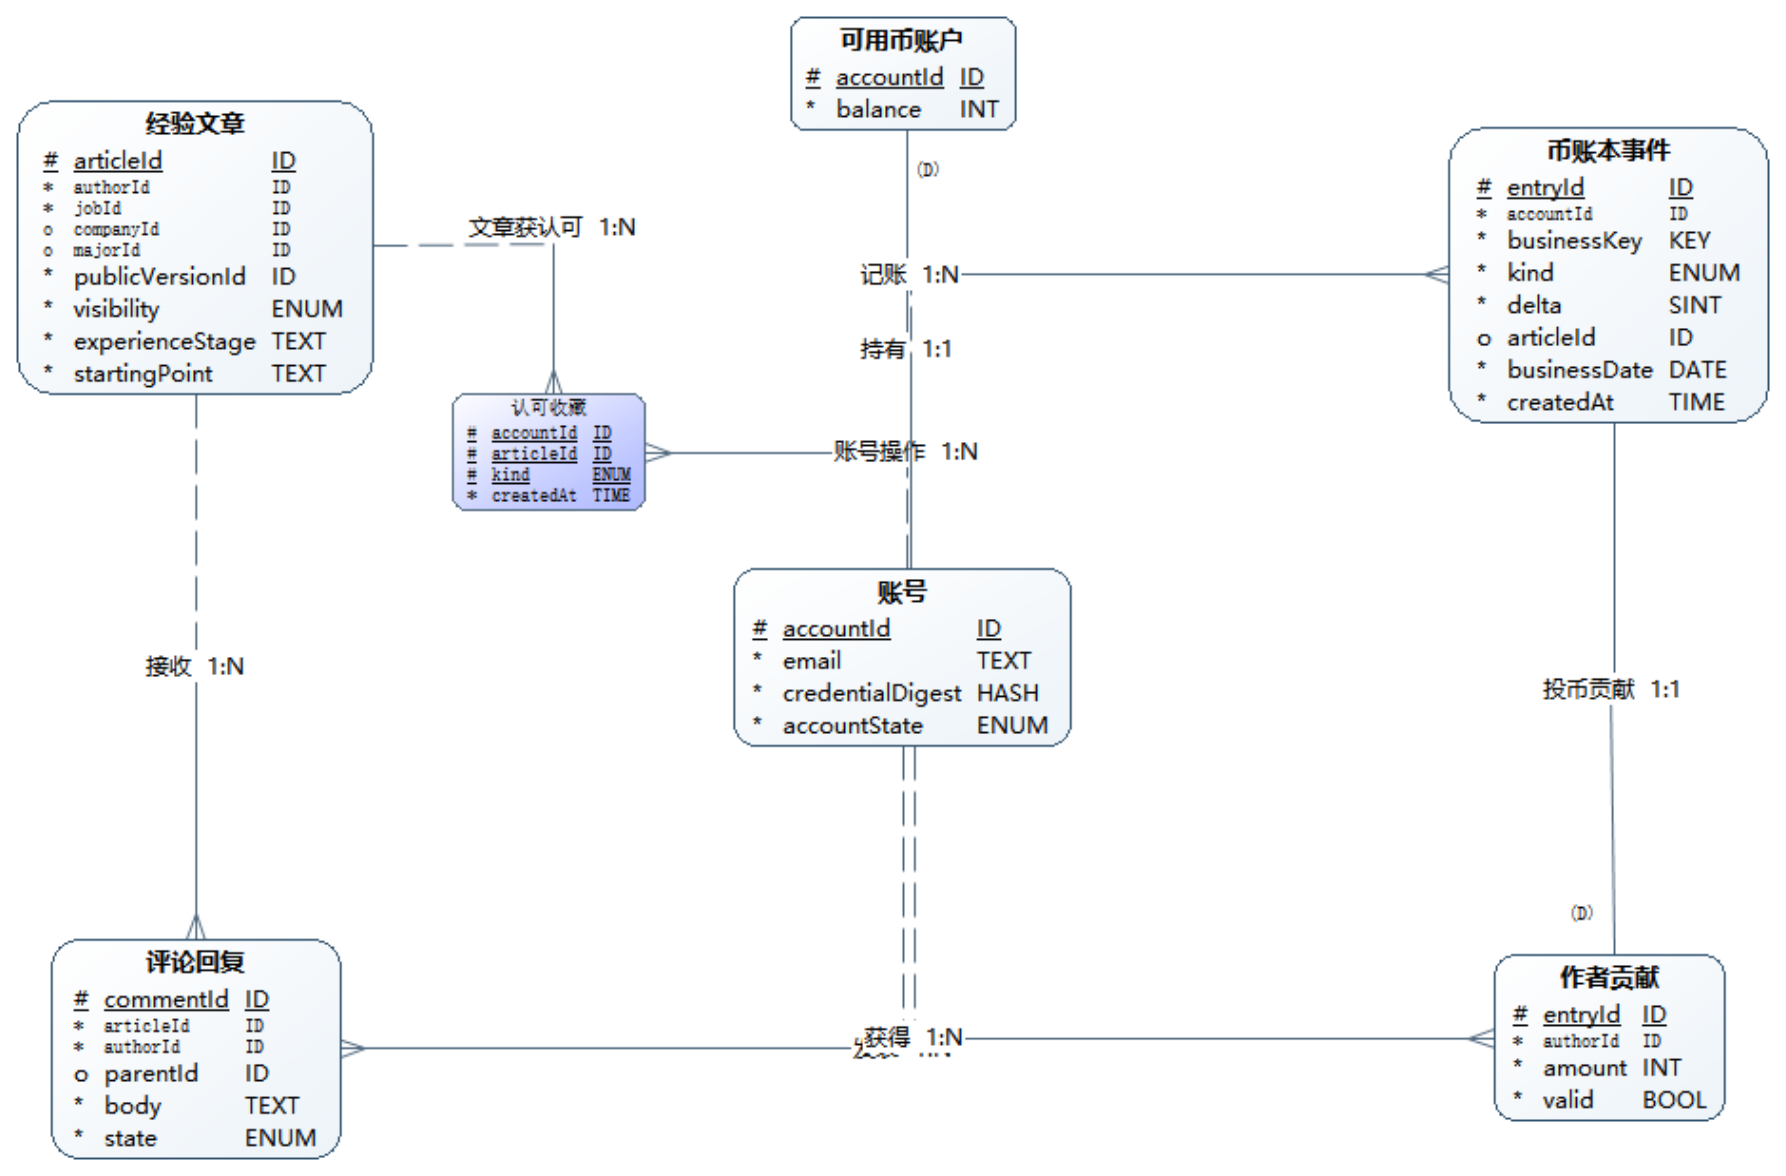 可用币账户
# accountId ID
* balance INT
(D)
经验文章
# articleId ID
* authorId ID
* jobId ID
o companyId ID
o majorId ID
* publicVersionId ID
* visibility ENUM
* experienceStage TEXT
* startingPoint TEXT
文章获认可 1:N
币账本事件
# entryId ID
* accountId ID
* businessKey KEY
* kind ENUM
* delta SINT
o articleId ID
* businessDate DATE
* createdAt TIME
记账 1:N
持有 1:1
认可收藏
# accountId ID
# articleId ID
# kind ENUM
* createdAt TIME
账号操作 1:N
账号
# accountId ID
* email TEXT
* credentialDigest HASH
* accountState ENUM
接收 1:N
投币贡献 1:1
(D)
评论回复
# commentId ID
* articleId ID
* authorId ID
o parentId ID
* body TEXT
* state ENUM
获得 1:N
作者贡献
# entryId ID
* authorId ID
* amount INT
* valid BOOL